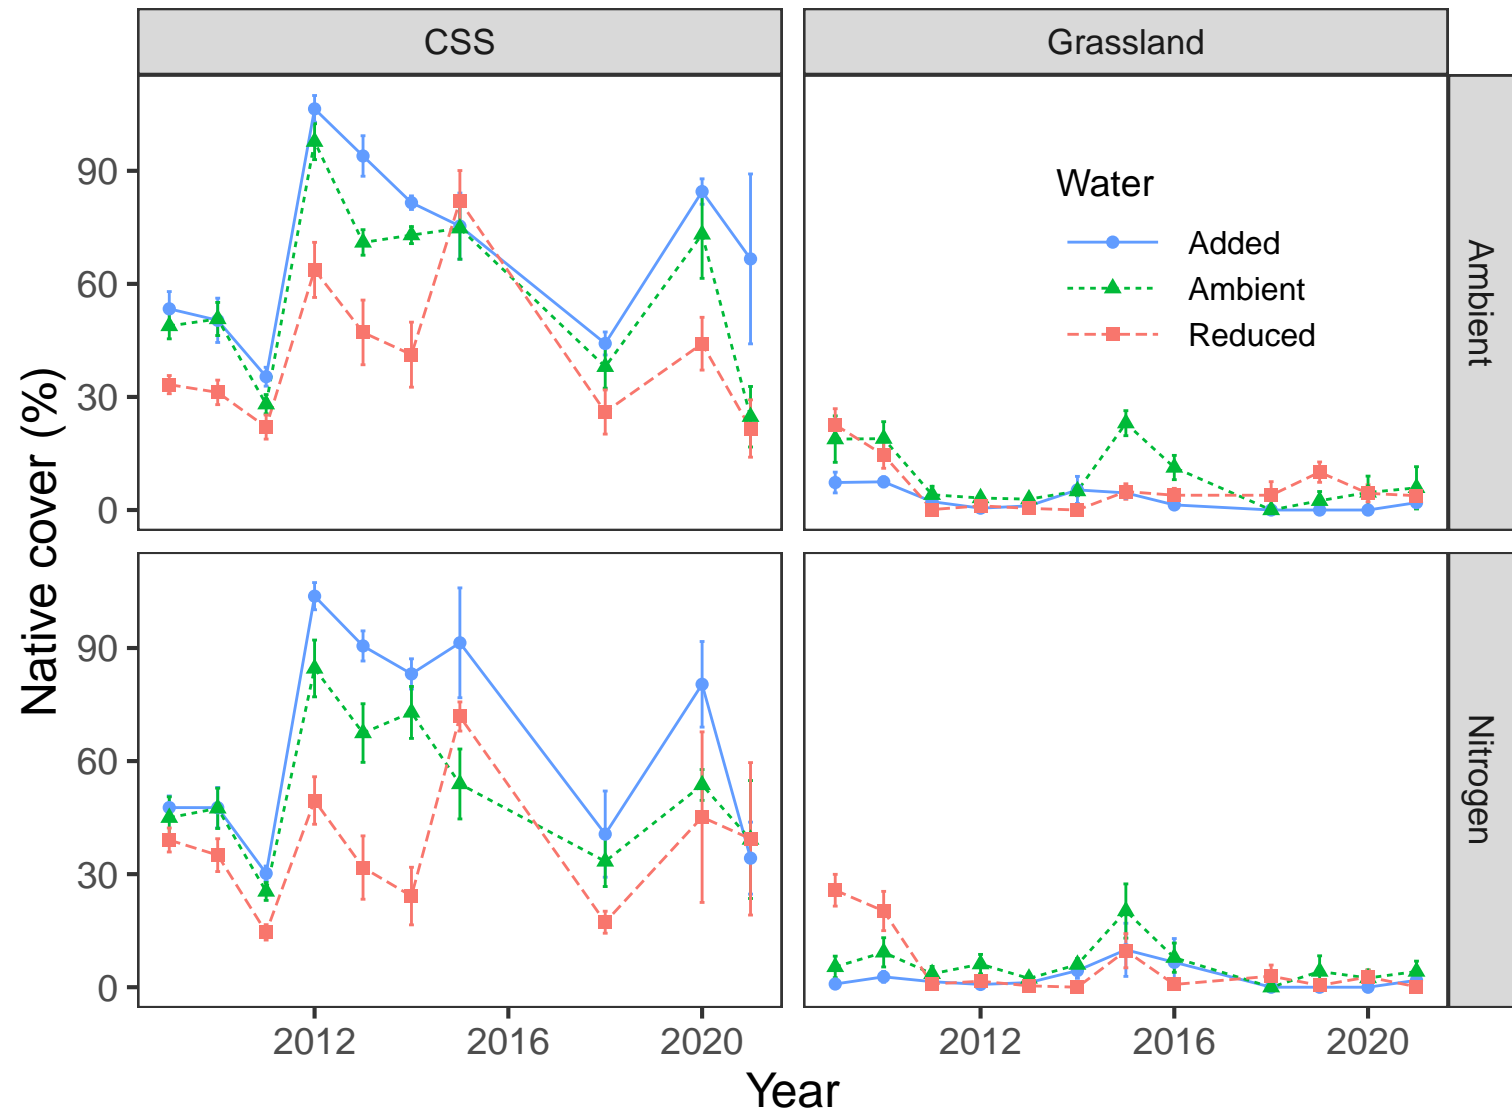 CSS
Grassland
Native cover (%)
90
60
30
0
Water
Added
Ambient
Reduced
Ambient
90
60
30
0
Nitrogen
2012
2016
2020
2012
2016
2020
Year